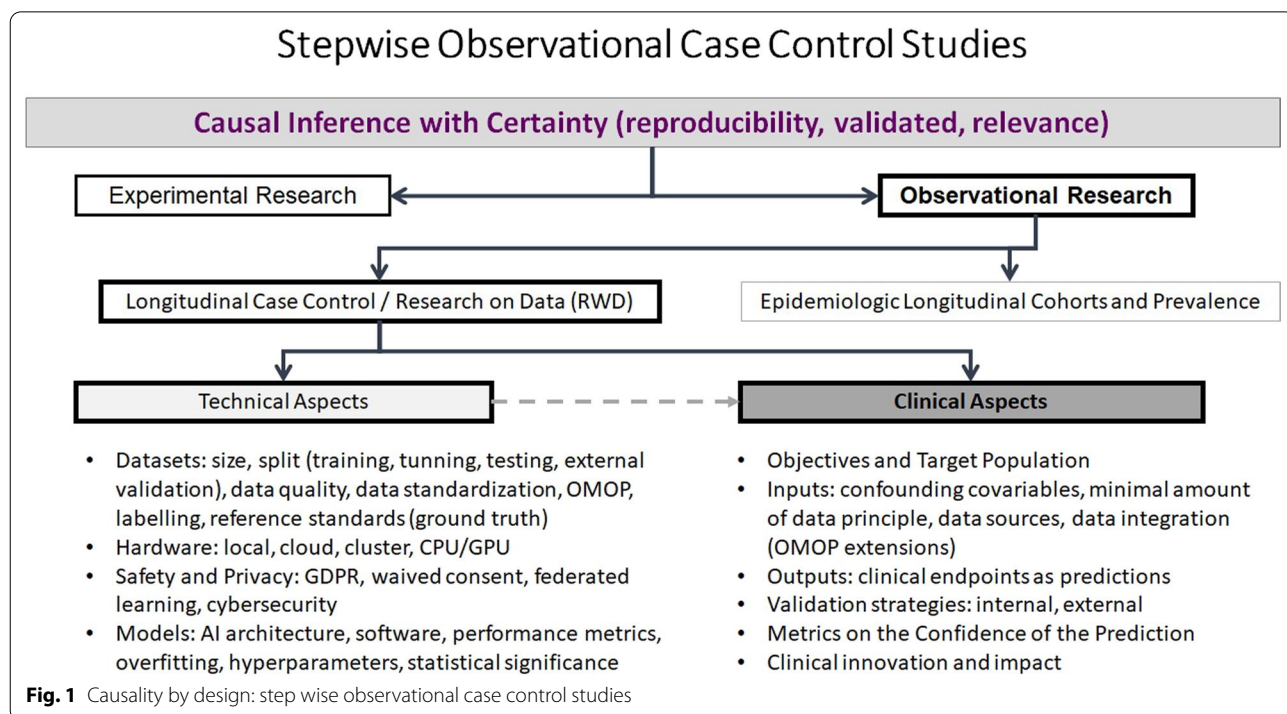 Stepwise Observational Case Control Studies
Causal Inference with Certainty (reproducibility, validated, relevance)
Experimental Research
Observational Research
Longitudinal Case Control / Research on Data (RWD)
Epidemiologic Longitudinal Cohorts and Prevalence
Technical Aspects
Clinical Aspects
• Datasets: size, split (training, tunning, testing, external
validation), data quality, data standardization, OMOP,
labelling, reference standards (ground truth)
• Hardware: local, cloud, cluster, CPU/GPU
• Safety and Privacy: GDPR, waived consent, federated
learning, cybersecurity
• Models: AI architecture, software, performance metrics,
overfitting, hyperparameters, statistical significance
• Objectives and Target Population
• Inputs: confounding covariables, minimal amount
of data principle, data sources, data integration
(OMOP extensions)
• Outputs: clinical endpoints as predictions
• Validation strategies: internal, external
• Metrics on the Confidence of the Prediction
• Clinical innovation and impact
Fig. 1 Causality by design: step wise observational case control studies